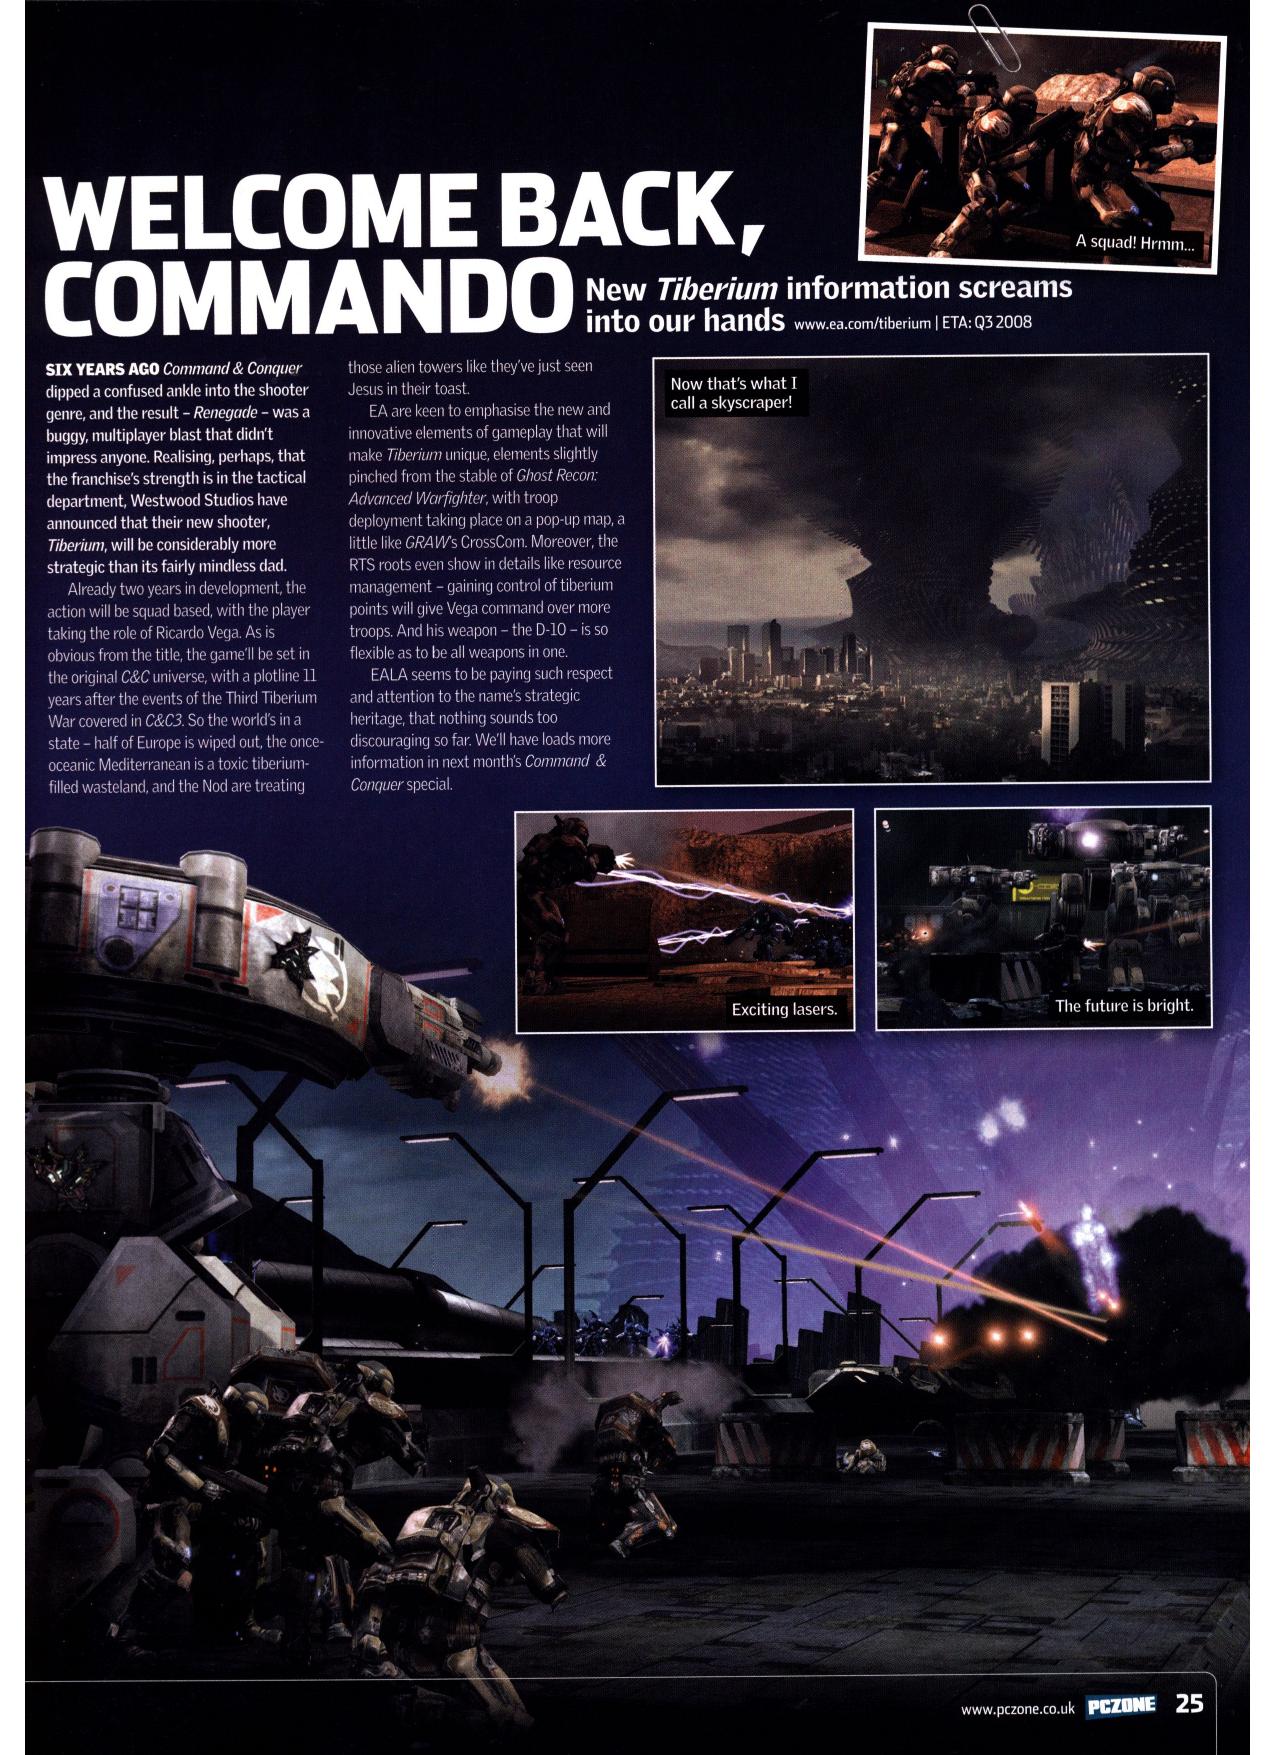 A squad! Hrmm...
WELCOME BACK,
COMMANDO
New Tiberium information screams
into our hands www.ea.com/tiberium | ETA: Q3 2008
SIX YEARS AGO Command & Conquer
dipped a confused ankle into the shooter
genre, and the result – Renegade – was a
buggy, multiplayer blast that didn't
impress anyone. Realising, perhaps, that
the franchise's strength is in the tactical
department, Westwood Studios have
announced that their new shooter,
Tiberium, will be considerably more
strategic than its fairly mindless dad.
Already two years in development, the
action will be squad based, with the player
taking the role of Ricardo Vega. As is
obvious from the title, the game'll be set in
the original C&C universe, with a plotline 11
years after the events of the Third Tiberium
War covered in C&C3. So the world's in a
state – half of Europe is wiped out, the once-
oceanic Mediterranean is a toxic tiberium-
filled wasteland, and the Nod are treating
those alien towers like they've just seen
Jesus in their toast.
EA are keen to emphasise the new and
innovative elements of gameplay that will
make Tiberium unique, elements slightly
pinched from the stable of Ghost Recon:
Advanced Warfighter, with troop
deployment taking place on a pop-up map, a
little like GRAW's CrossCom. Moreover, the
RTS roots even show in details like resource
management – gaining control of tiberium
points will give Vega command over more
troops. And his weapon – the D-10 – is so
flexible as to be all weapons in one.
EALA seems to be paying such respect
and attention to the name's strategic
heritage, that nothing sounds too
discouraging so far. We'll have loads more
information in next month's Command &
Conquer special.
Now that's what I
call a skyscraper!
Exciting lasers.
The future is bright.
www.pczone.co.uk PCZONE 25